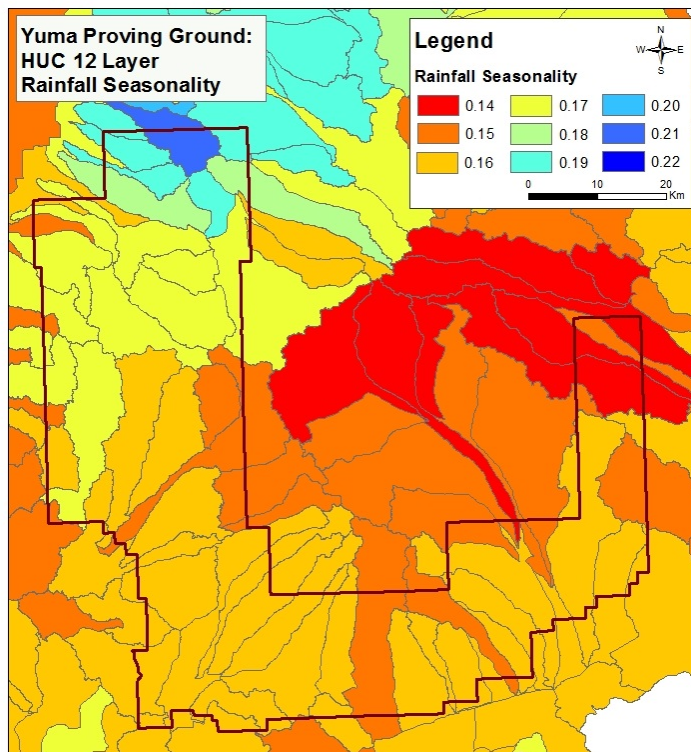 Yuma Proving Ground:
HUC 12 Layer
Rainfall Seasonality
Legend
N
W E
S
Rainfall Seasonality
0.14 0.17 0.20
0.15 0.18 0.21
0.16 0.19 0.22
0 10 20
Km